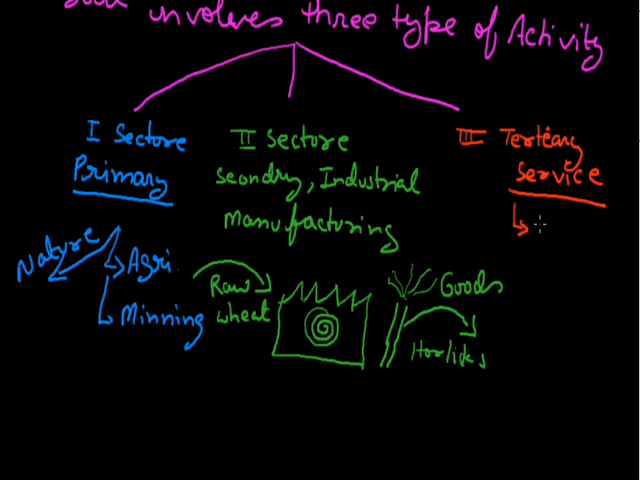 involves three type of Activity
I Sectore
Primary
Nature
Agri.
Minning
II Sectore
Seondry, Industrial
manufacturing
Raw
wheat
Goods
Horlicks
III Tertiary
Service